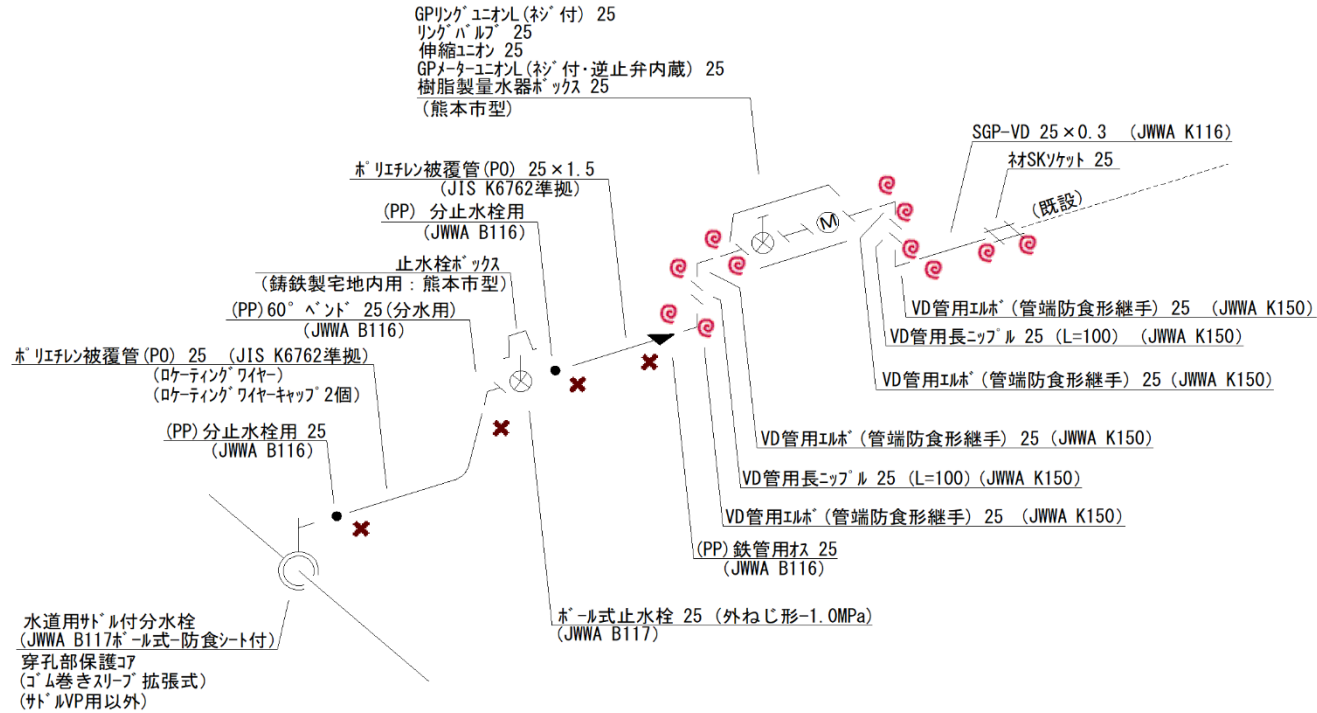 GPﾘﾝｸﾞﾕﾆｵﾝL(ﾈｼﾞ付) 25
ﾘﾝｸﾞﾊﾞﾙﾌﾞ 25
伸縮ﾕﾆｵﾝ 25
GPﾒｰﾀｰﾕﾆｵﾝL(ﾈｼﾞ付・逆止弁内蔵) 25
樹脂製量水器ﾎﾞｯｸｽ 25
(熊本市型)
SGP-VD 25×0.3 (JWWA K116)
ﾈｵSKｿｹｯﾄ 25
(既設)
ﾎﾟﾘｴﾁﾚﾝ被覆管(PO) 25×1.5
(JIS K6762準拠)
(PP) 分止水栓用
(JWWA B116)
M
止水栓ﾎﾞｯｸｽ
(鋳鉄製宅地内用：熊本市型)
(PP)60° ﾍﾞﾝﾄﾞ 25(分水用)
(JWWA B116)
VD管用ｴﾙﾎﾞ(管端防食形継手) 25 (JWWA K150)
VD管用長ﾆｯﾌﾟﾙ 25 (L=100) (JWWA K150)
VD管用ｴﾙﾎﾞ(管端防食形継手) 25 (JWWA K150)
ﾎﾟﾘｴﾁﾚﾝ被覆管(PO) 25 (JIS K6762準拠)
(ﾛｹｰﾃｨﾝｸﾞﾜｲﾔｰ)
(ﾛｹｰﾃｨﾝｸﾞﾜｲﾔｰｷｬｯﾌﾟ2個)
(PP)分止水栓用 25
(JWWA B116)
VD管用ｴﾙﾎﾞ(管端防食形継手) 25 (JWWA K150)
VD管用長ﾆｯﾌﾟﾙ 25 (L=100)(JWWA K150)
VD管用ｴﾙﾎﾞ(管端防食形継手) 25 (JWWA K150)
(PP)鉄管用ｵｽ 25
(JWWA B116)
ﾎﾞｰﾙ式止水栓 25 (外ねじ形-1.0MPa)
(JWWA B117)
水道用ｻﾄﾞﾙ付分水栓
(JWWA B117ﾎﾞｰﾙ式-防食ｼｰﾄ付)
穿孔部保護ｺｱ
(ｺﾞﾑ巻きｽﾘｰﾌﾞ拡張式)
(ｻﾄﾞﾙVP用以外)